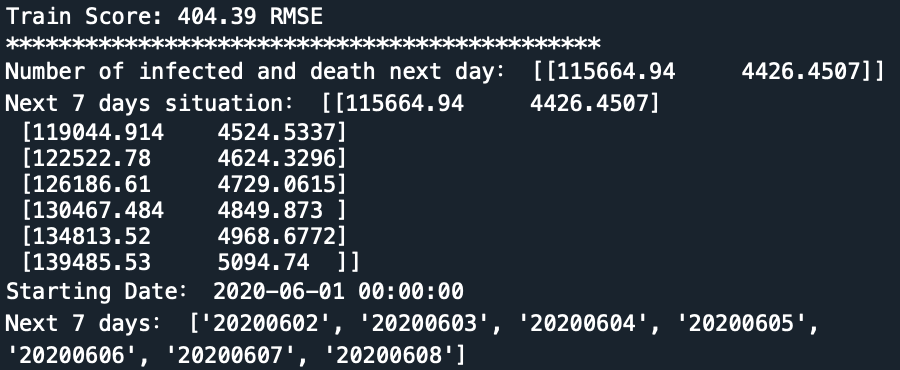 Train Score: 404.39 RMSE
*********************************************
Number of infected and death next day:  [[115664.94     4426.4507]]
Next 7 days situation:  [[115664.94     4426.4507]
 [119044.914    4524.5337]
 [122522.78     4624.3296]
 [126186.61     4729.0615]
 [130467.484    4849.873 ]
 [134813.52     4968.6772]
 [139485.53     5094.74  ]]
Starting Date:  2020-06-01 00:00:00
Next 7 days:  ['20200602', '20200603', '20200604', '20200605',
'20200606', '20200607', '20200608']